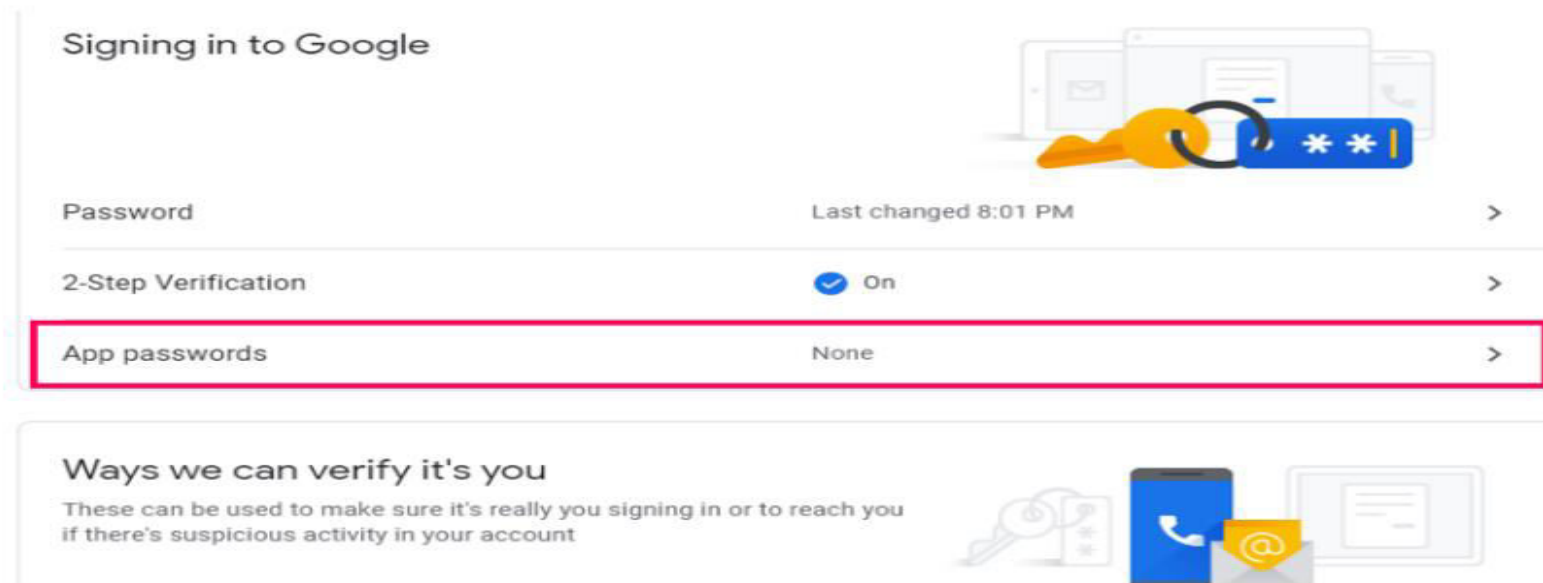 Signing in to Google
* *
Password
Last changed 8:01 PM
>
2-Step Verification
On
>
App passwords
None
>
Ways we can verify it's you
These can be used to make sure it's really you signing in or to reach you
if there's suspicious activity in your account
*
*
@